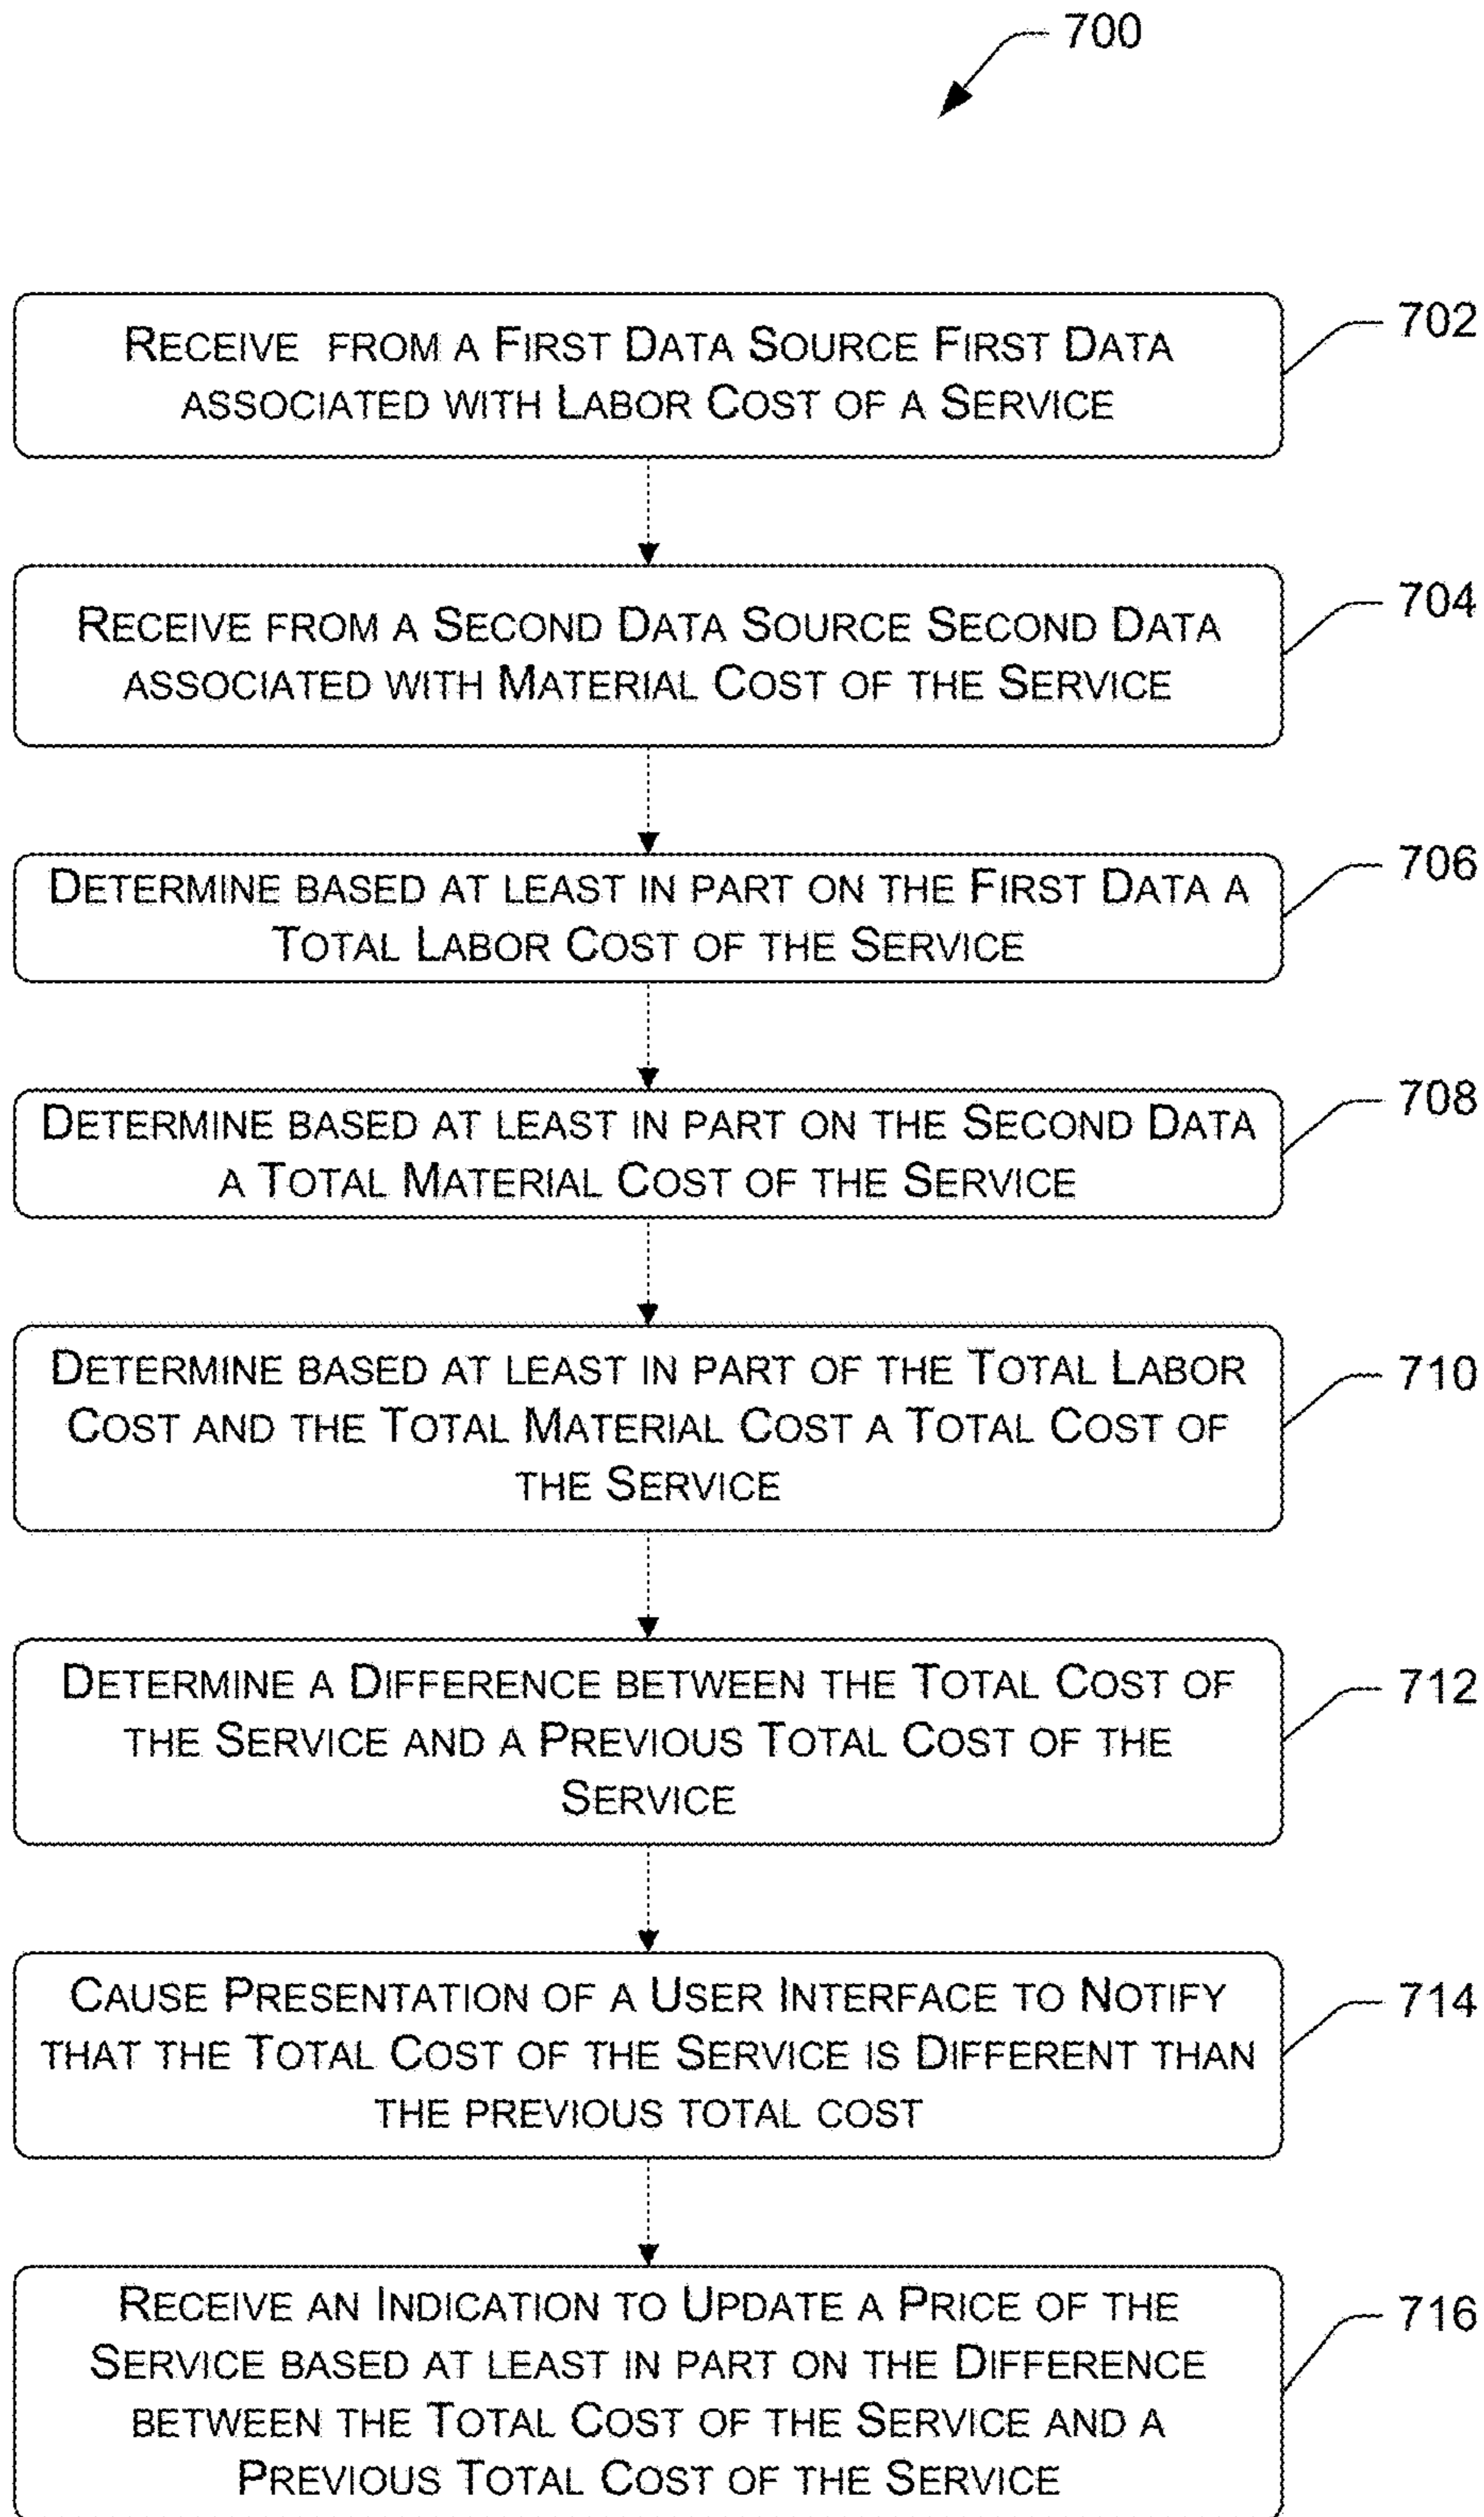 700
RECEIVE FROM A FIRST DATA SOURCE FIRST DATA
ASSOCIATED WITH LABOR COST OF A SERVICE
702
RECEIVE FROM A SECOND DATA SOURCE SECOND DATA
ASSOCIATED WITH MATERIAL COST OF THE SERVICE
704
DETERMINE BASED AT LEAST IN PART ON THE FIRST DATA A
TOTAL LABOR COST OF THE SERVICE
706
DETERMINE BASED AT LEAST IN PART ON THE SECOND DATA
A TOTAL MATERIAL COST OF THE SERVICE
708
DETERMINE BASED AT LEAST IN PART OF THE TOTAL LABOR
COST AND THE TOTAL MATERIAL COST A TOTAL COST OF
THE SERVICE
710
DETERMINE A DIFFERENCE BETWEEN THE TOTAL COST OF
THE SERVICE AND A PREVIOUS TOTAL COST OF THE
SERVICE
712
CAUSE PRESENTATION OF A USER INTERFACE TO NOTIFY
THAT THE TOTAL COST OF THE SERVICE IS DIFFERENT THAN
THE PREVIOUS TOTAL COST
714
RECEIVE AN INDICATION TO UPDATE A PRICE OF THE
SERVICE BASED AT LEAST IN PART ON THE DIFFERENCE
BETWEEN THE TOTAL COST OF THE SERVICE AND A
PREVIOUS TOTAL COST OF THE SERVICE
716